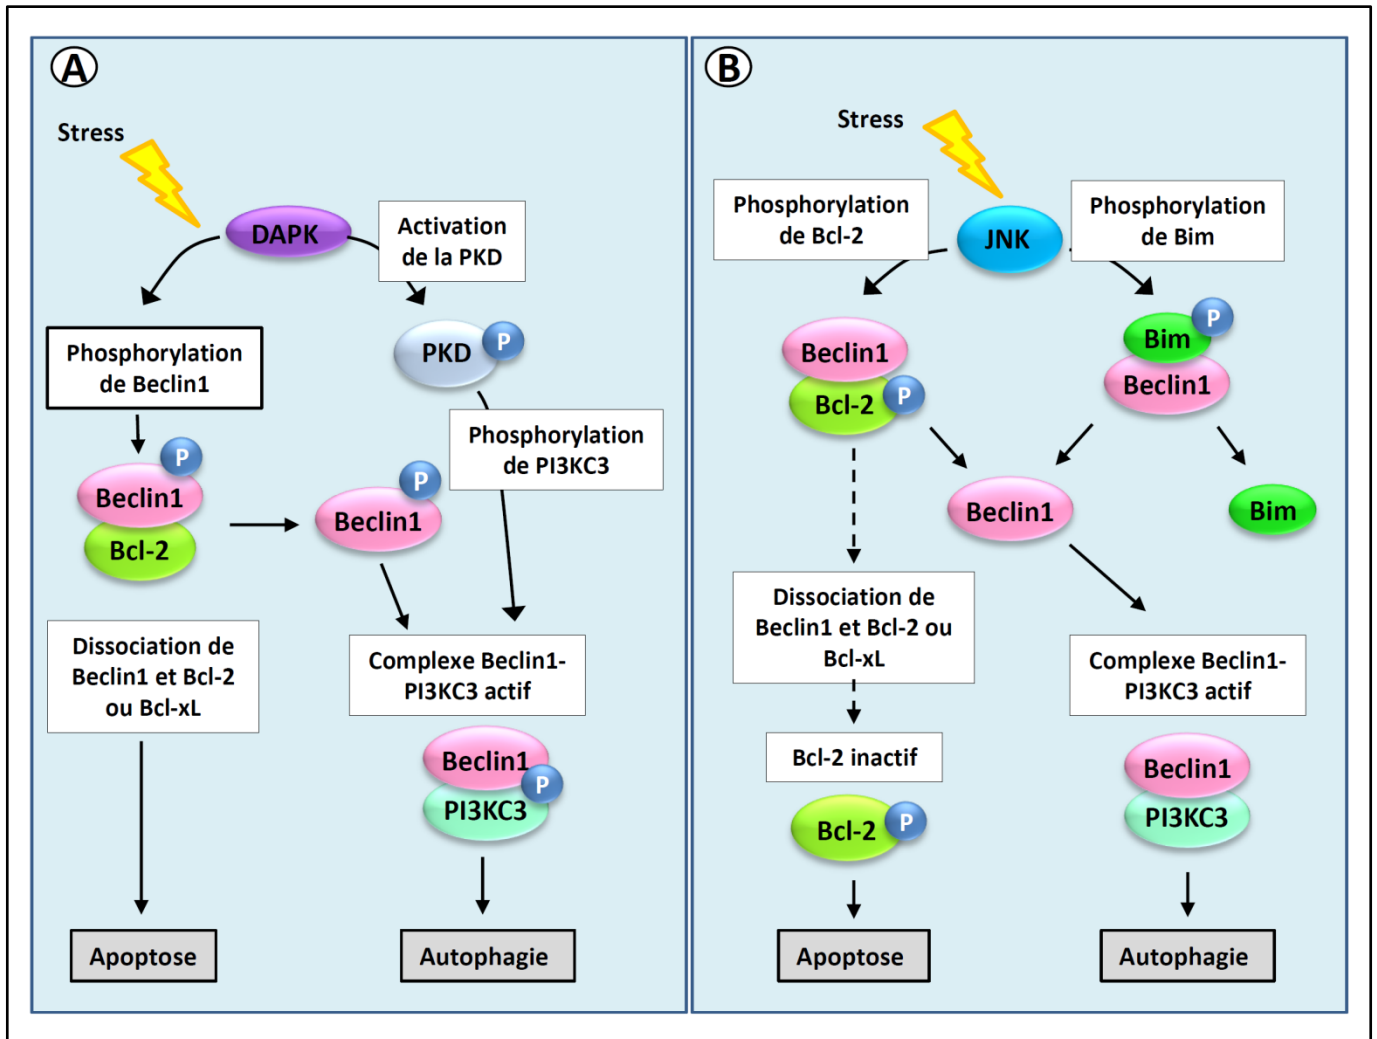 A
Stress
DAPK
Activation
de la PKD
Phosphorylation
de Beclin1
PKD
P
Phosphorylation
de PI3KC3
P
Beclin1
Bcl-2
P
Beclin1
Dissociation de
Beclin1 et Bcl-2
ou Bcl-xL
Complexe Beclin1-
PI3KC3 actif
Beclin1
P
PI3KC3
Apoptose
Autophagie
B
Stress
Phosphorylation
de Bcl-2
JNK
Phosphorylation
de Bim
Beclin1
Bcl-2
P
P
Bim
Beclin1
Beclin1
Bim
Dissociation de
Beclin1 et Bcl-2 ou
Bcl-xL
Complexe Beclin1-
PI3KC3 actif
Bcl-2 inactif
Bcl-2
P
Beclin1
PI3KC3
Apoptose
Autophagie